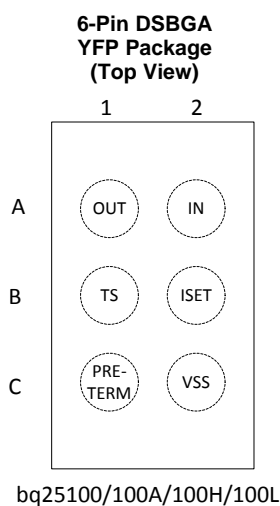 6-Pin DSBGA
YFP Package
(Top View)
1 2
A OUT IN
B TS ISET
C PRE-
TERM VSS
bq25100/100A/100H/100L